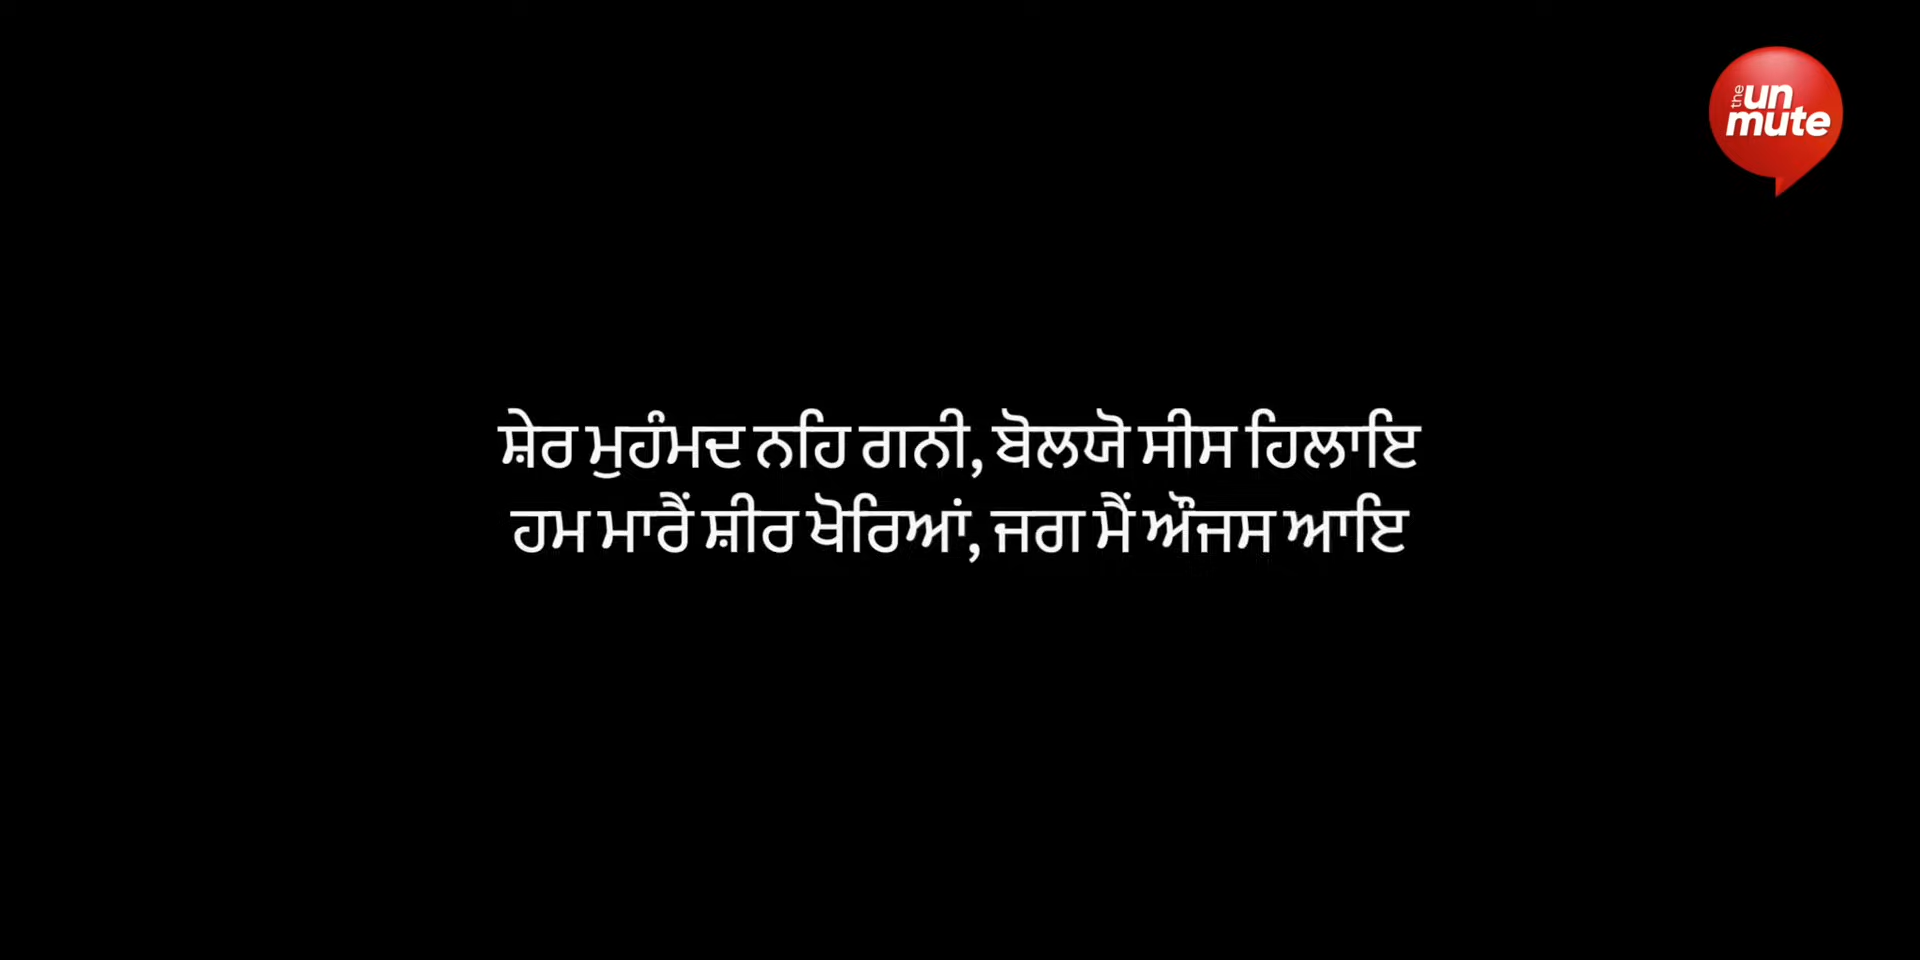 the
un
mute
ਸ਼ੇਰ ਮੁਹੰਮਦ ਨਹਿ ਗਨੀ, ਬੋਲਯੋ ਸੀਸ ਹਿਲਾਇ
ਹਮ ਮਾਰੈਂ ਸ਼ੀਰ ਖੋਰਿਆਂ, ਜਗ ਮੈਂ ਔਜਸ ਆਇ